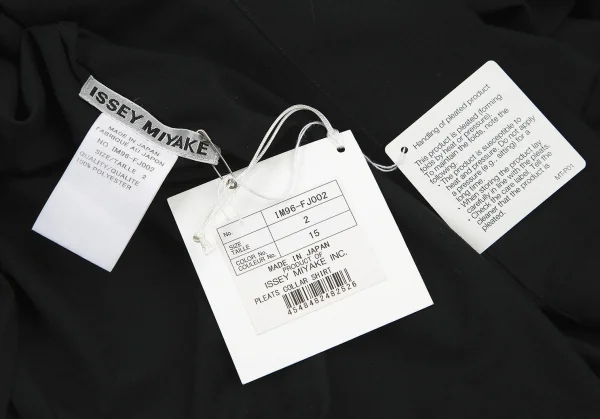 ISSEY MIYAKE
MADE IN JAPAN
FABRIQUE AU JAPON
NO. IM96-FJ002
SIZE/TAILLE 2
QUALITY/QUALITE
100% POLYESTER
No. IM96-FJ002
SIZE
TAILLE 2
COLOR No.
COULEUR No. 15
MADE IN JAPAN
PRODUCT OF
ISSEY MIYAKE INC.
PLEATS COLLAR SHIRT
4548482482526
Handling of pleated product
This product is pleated (forming
folds by heat and pressure).
To maintain the folds, note the
following.
• The product is susceptible to
heat and pressure. Do not apply
a pressure (e.g., sitting) for a
long time.
• When storing the product lay
carefully in line with the pleats.
• Check the care label. Tell the
cleaner that the product is
pleated.
MT-P01